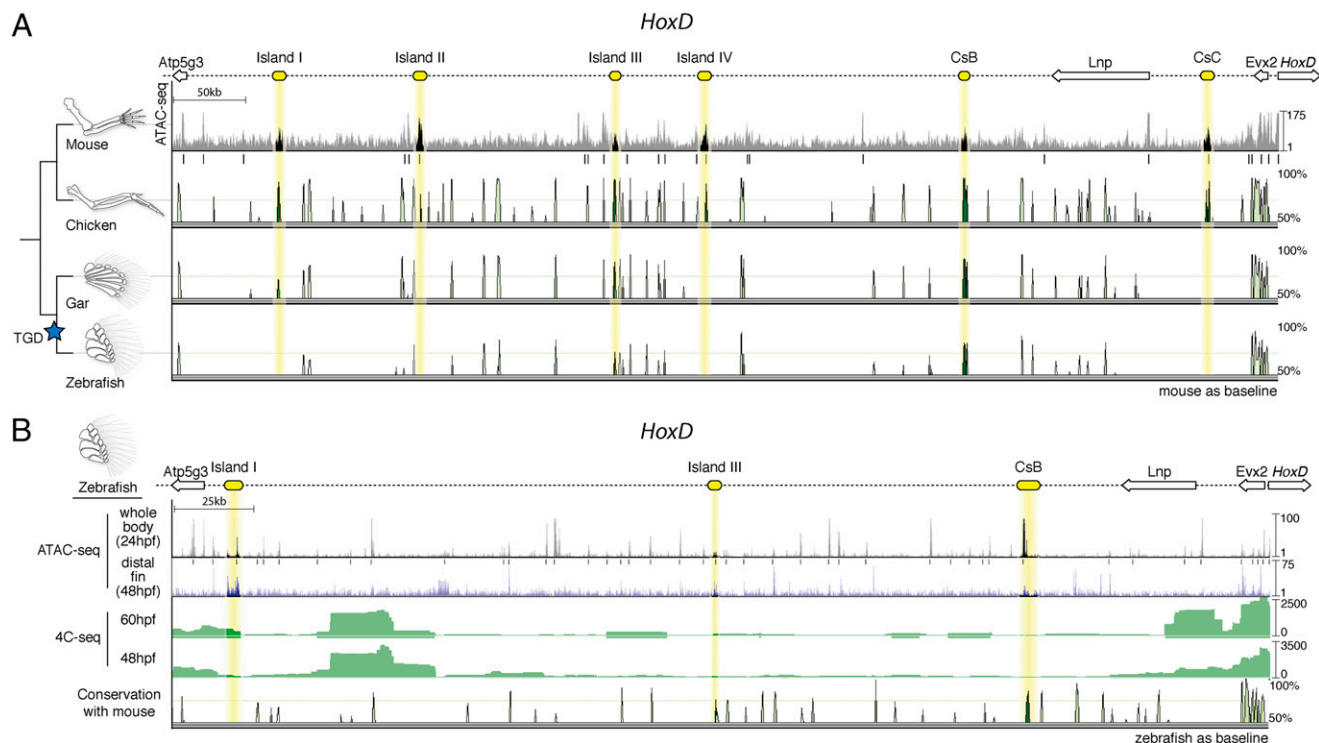 A
HoxD
Atp5g3 Island I Island II Island III Island IV CsB Lnp CsC Evx2 HoxD
50kb
ATAC-seq
175
1
Mouse
100%
50%
Chicken
100%
50%
Gar
TGD
100%
50%
Zebrafish
mouse as baseline
B
HoxD
Atp5g3 Island I Island III CsB Lnp Evx2 HoxD
Zebrafish
25kb
ATAC-seq
whole
body
(24hpf)
100
1
distal
fin
(48hpf)
75
1
4C-seq
60hpf
2500
0
48hpf
3500
0
Conservation
with mouse
100%
50%
zebrafish as baseline